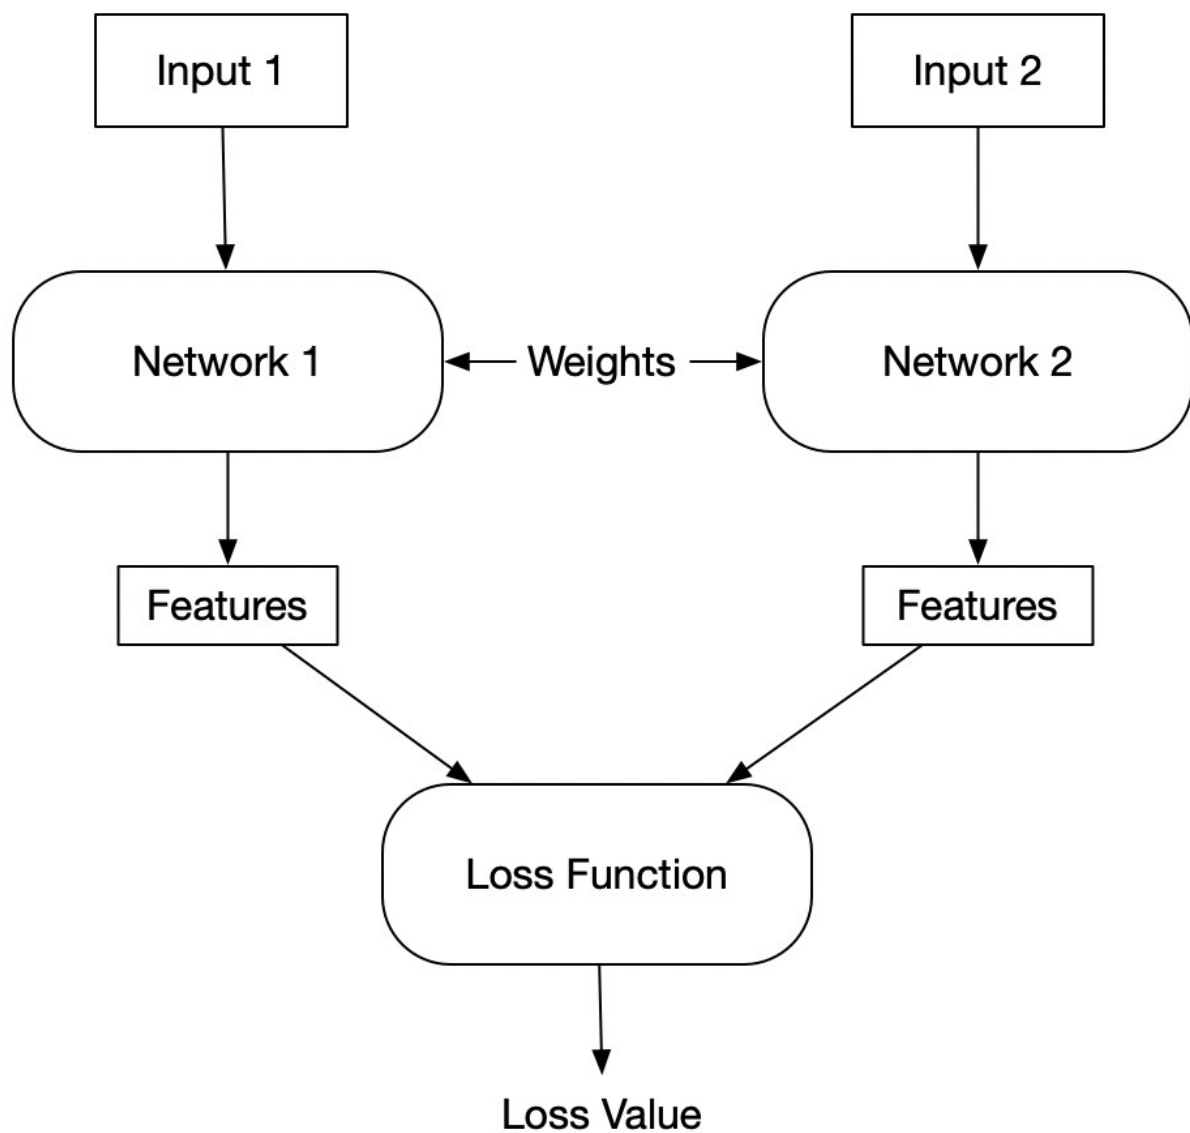 Input 1
Input 2
Network 1
Weights
Network 2
Features
Features
Loss Function
Loss Value